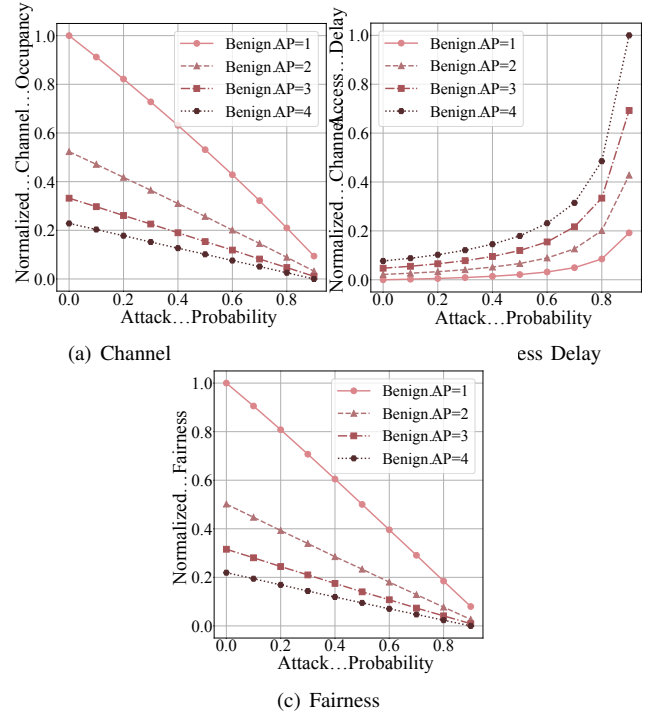 Normalized…Channel…Occupancy
1.0
0.8
0.6
0.4
0.2
0.0
Benign.AP=1
Benign.AP=2
Benign.AP=3
Benign.AP=4
0.0 0.2 0.4 0.6 0.8
Attack…Probability
(a) Channel
Normalized…Channel…Access…Delay
1.0
0.8
0.6
0.4
0.2
0.0
Benign.AP=1
Benign.AP=2
Benign.AP=3
Benign.AP=4
0.0 0.2 0.4 0.6 0.8
Attack…Probability
ess Delay
Normalized…Fairness
1.0
0.8
0.6
0.4
0.2
0.0
Benign.AP=1
Benign.AP=2
Benign.AP=3
Benign.AP=4
0.0 0.2 0.4 0.6 0.8
Attack…Probability
(c) Fairness